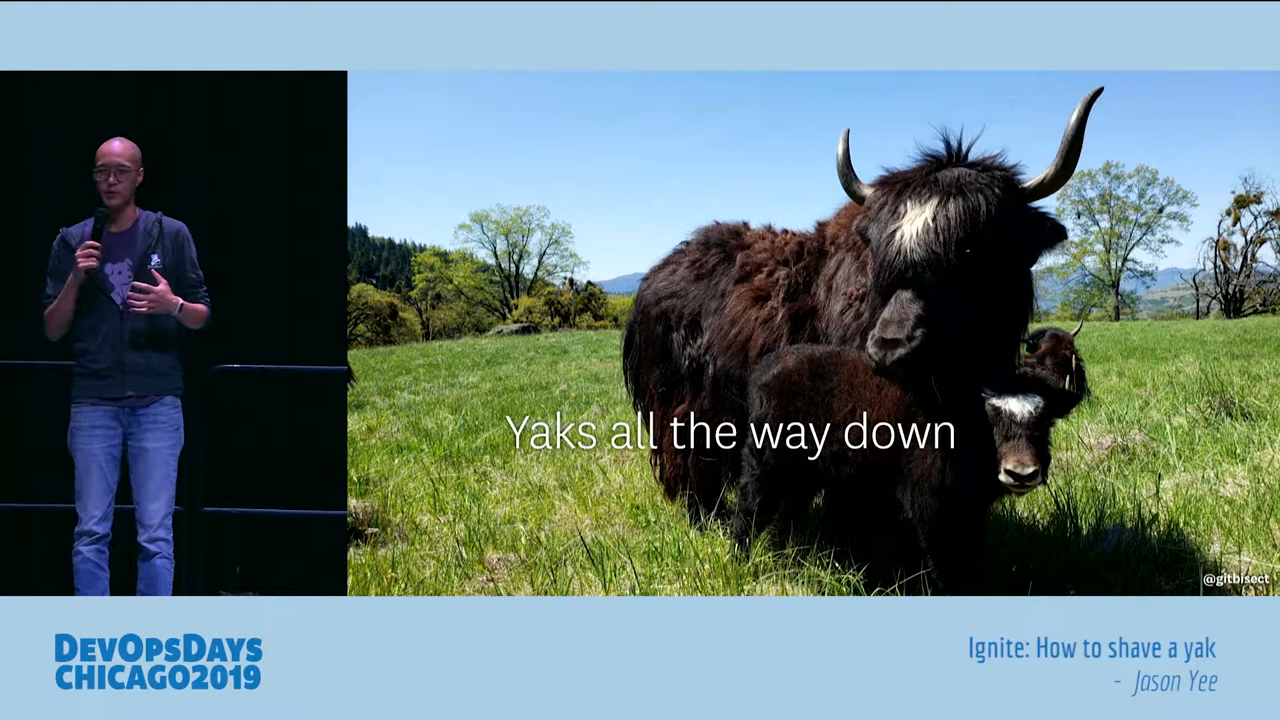 Yaks all the way down
@gitbisect
DEVOPSDAYS
CHICAGO2019
Ignite: How to shave a yak
- Jason Yee